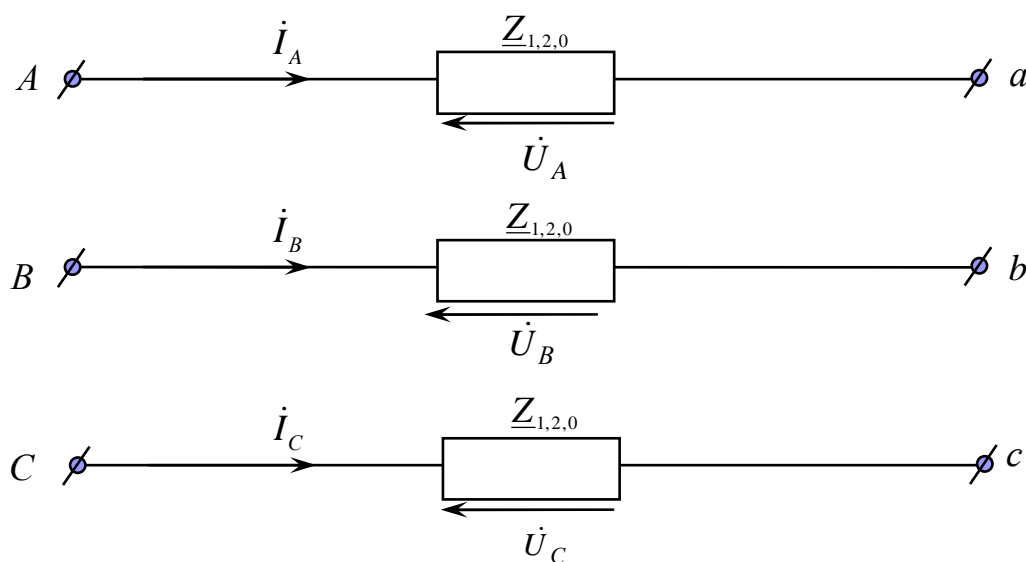 İ_A Z_1,2,0
A a
U̇_A
İ_B Z_1,2,0
B b
U̇_B
İ_C Z_1,2,0
C c
U̇_C